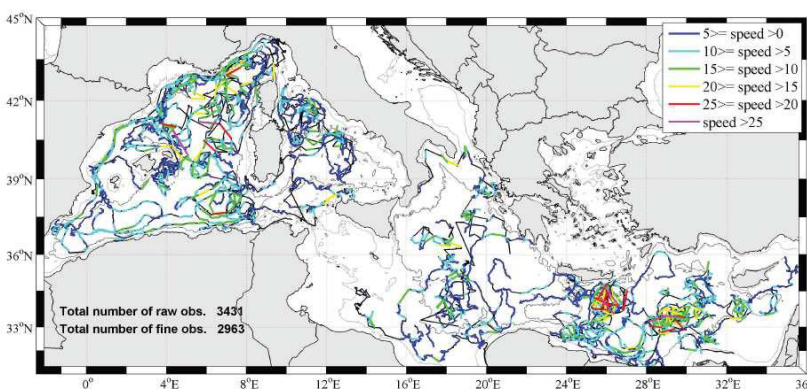 45°N
42°N
39°N
36°N
33°N
5>= speed >0
10>= speed >5
15>= speed >10
20>= speed >15
25>= speed >20
speed >25
Total number of raw obs. 3431
Total number of fine obs. 2963
0° 4°E 8°E 12°E 16°E 20°E 24°E 28°E 32°E